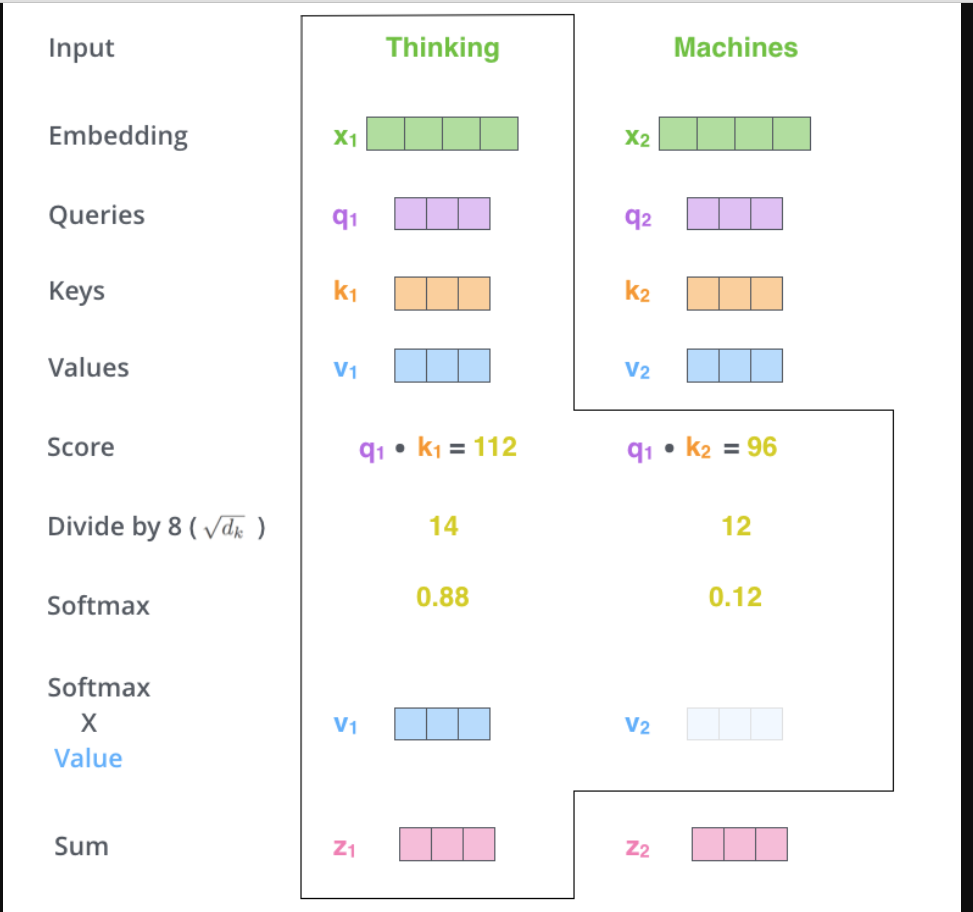 Input Thinking Machines
Embedding x₁ x₂
Queries q₁ q₂
Keys k₁ k₂
Values v₁ v₂
Score q₁ • k₁ = 112 q₁ • k₂ = 96
Divide by 8 ( √dₖ ) 14 12
Softmax 0.88 0.12
Softmax
X
Value v₁ v₂
Sum z₁ z₂